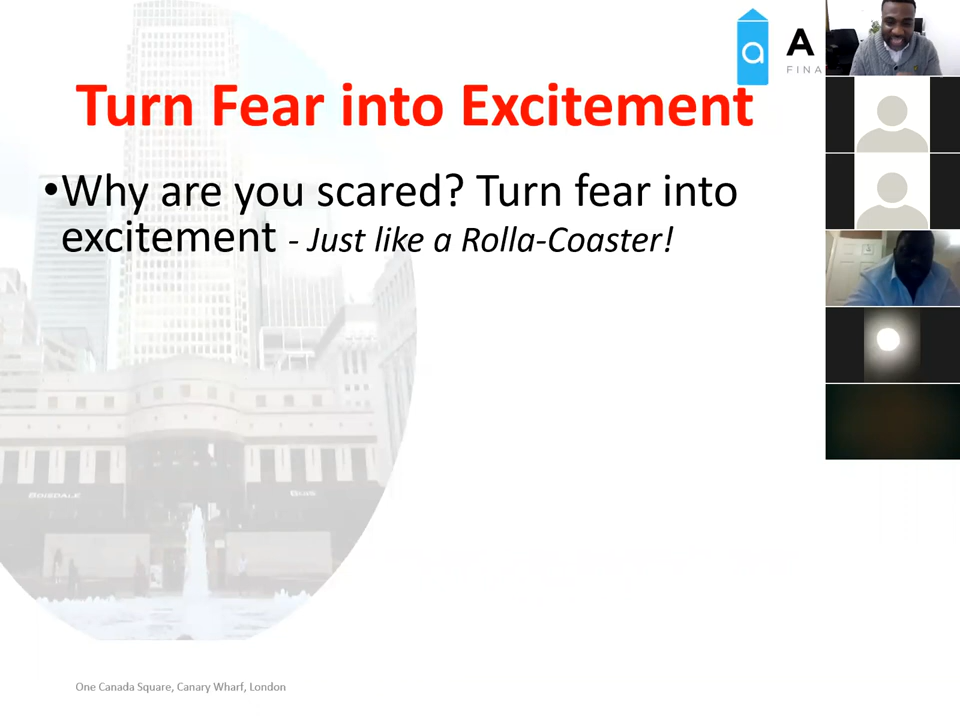 A
FINA
Turn Fear into Excitement
•Why are you scared? Turn fear into
excitement - Just like a Rolla-Coaster!
One Canada Square, Canary Wharf, London